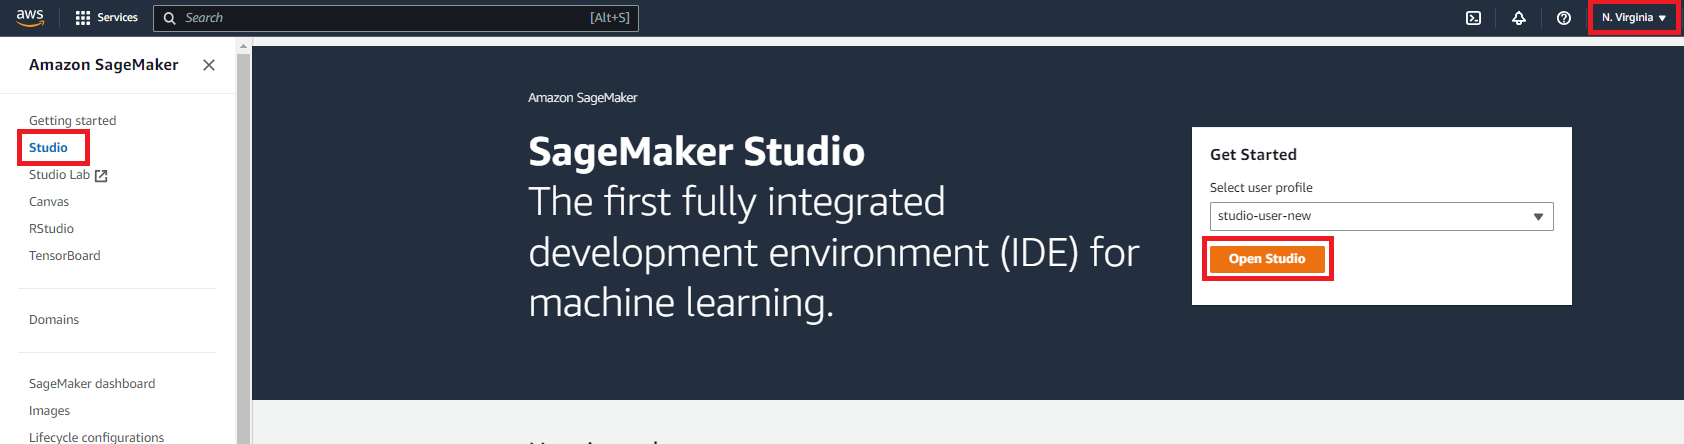 aws
Services
Search
[Alt+S]
N. Virginia
Amazon SageMaker
Getting started
Studio
Studio Lab
Canvas
RStudio
TensorBoard
Domains
SageMaker dashboard
Images
Lifecycle configurations
Amazon SageMaker
SageMaker Studio
The first fully integrated
development environment (IDE) for
machine learning.
Get Started
Select user profile
studio-user-new
Open Studio